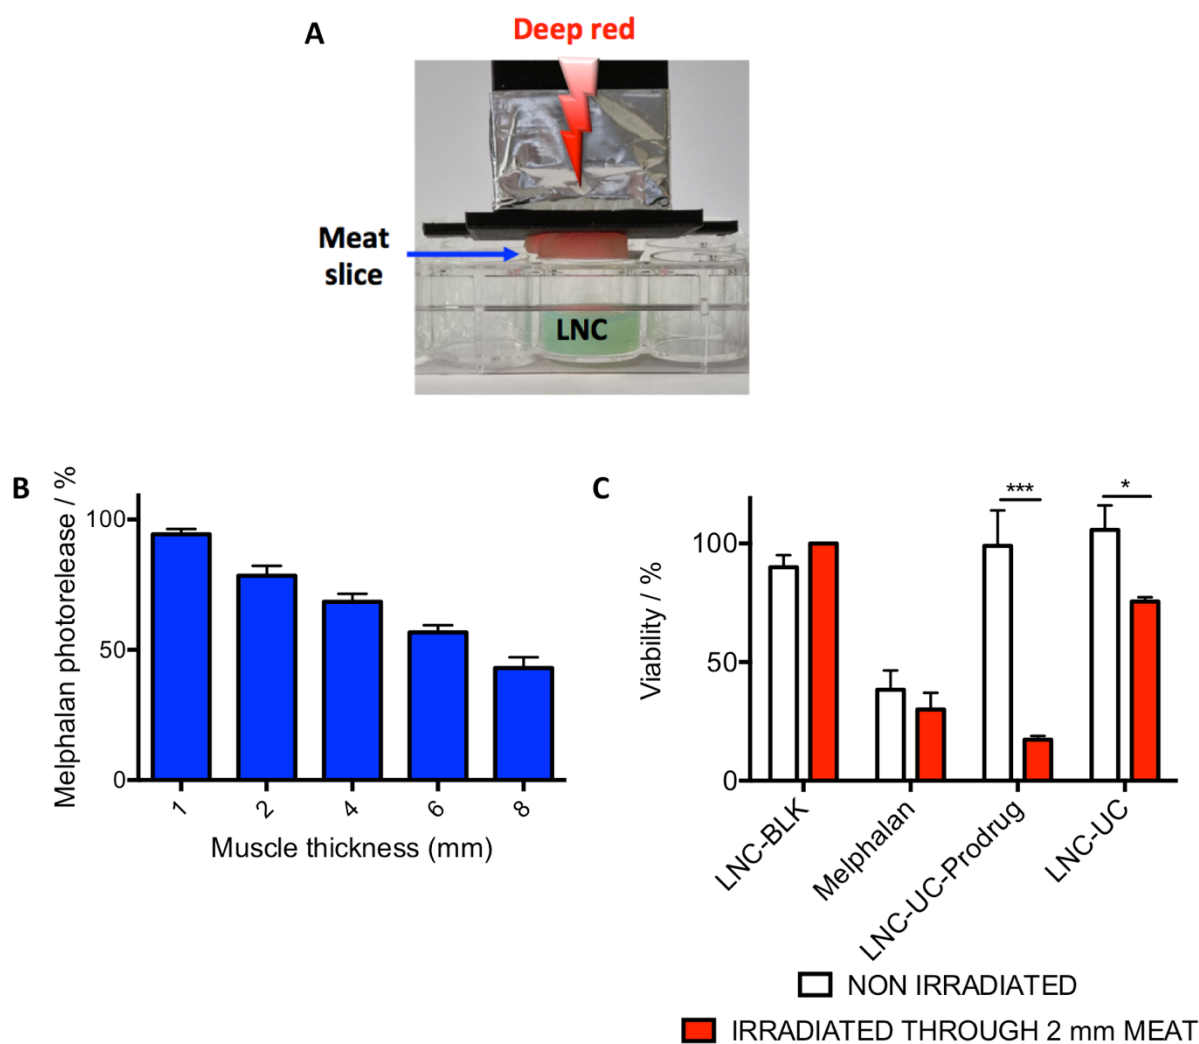 A
Deep red
Meat
slice
LNC
B
Melphalan photorelease / %
100
50
0
1
2
4
6
8
Muscle thickness (mm)
C
Viability / %
100
50
0
***
*
LNC-BLK
Melphalan
LNC-UC-Prodrug
LNC-UC
NON IRRADIATED
IRRADIATED THROUGH 2 mm MEAT